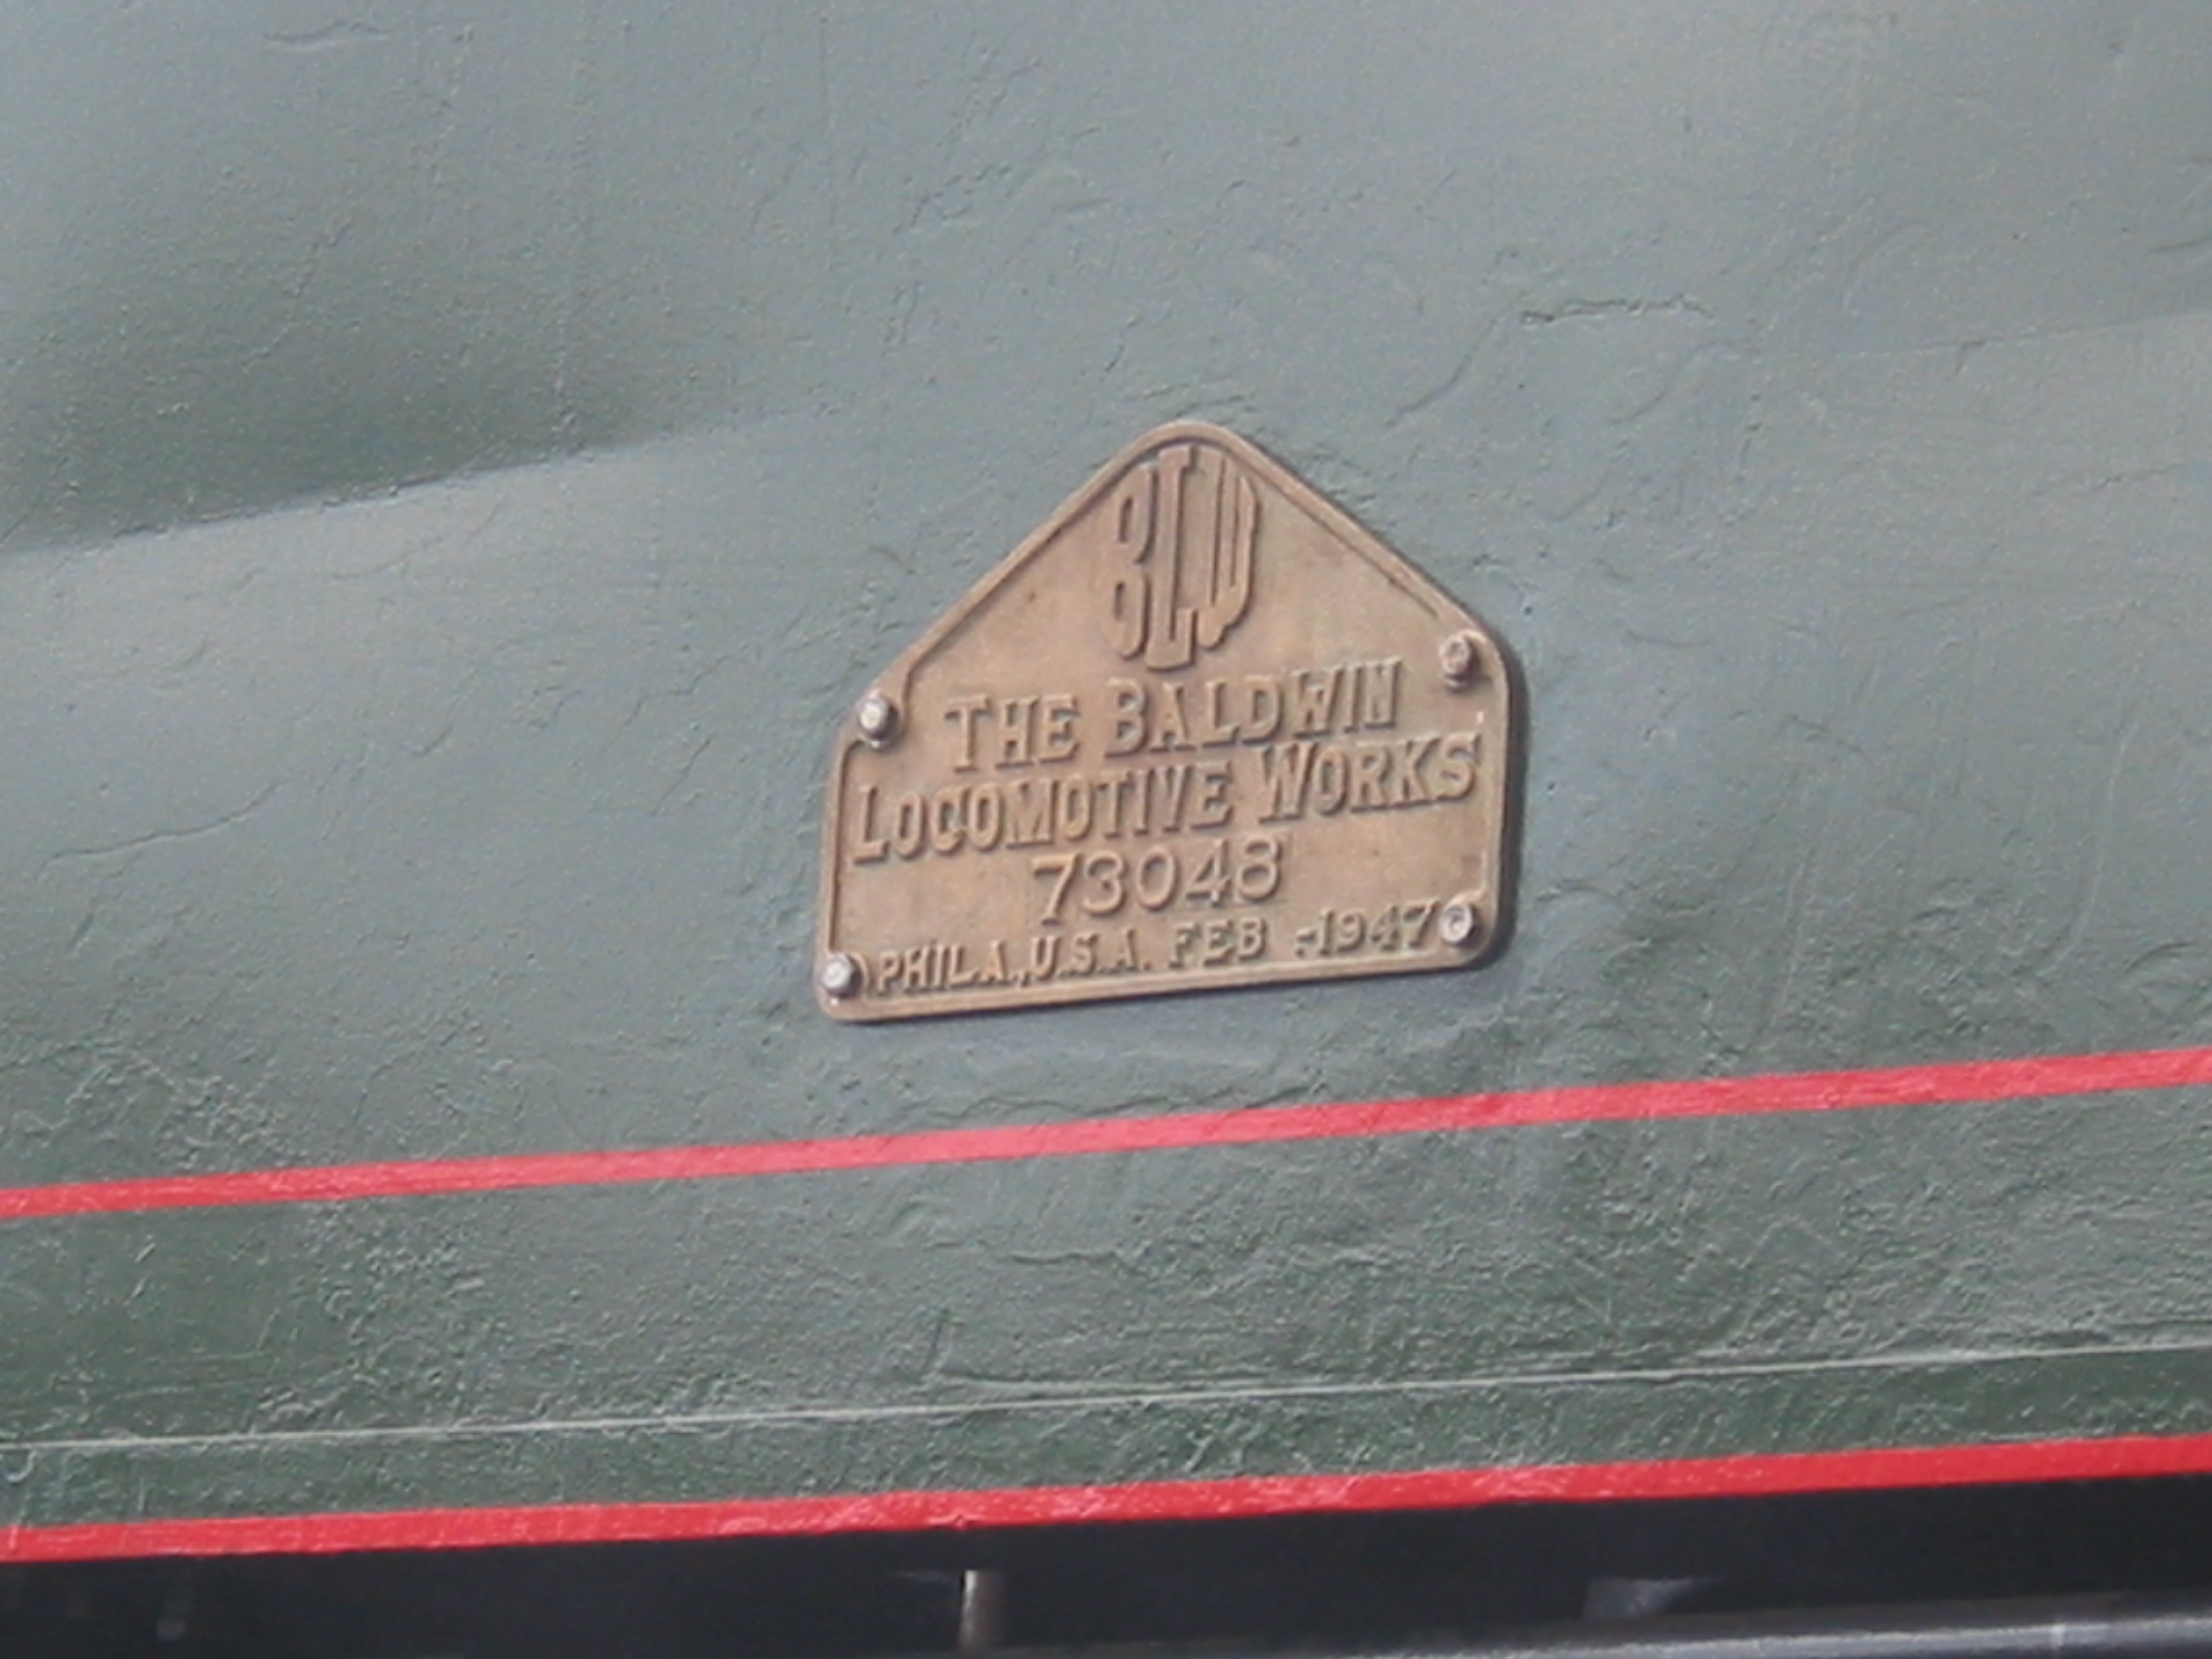 BLW
THE BALDWIN
LOCOMOTIVE WORKS
73048
PHILA., U.S.A. FEB -1947